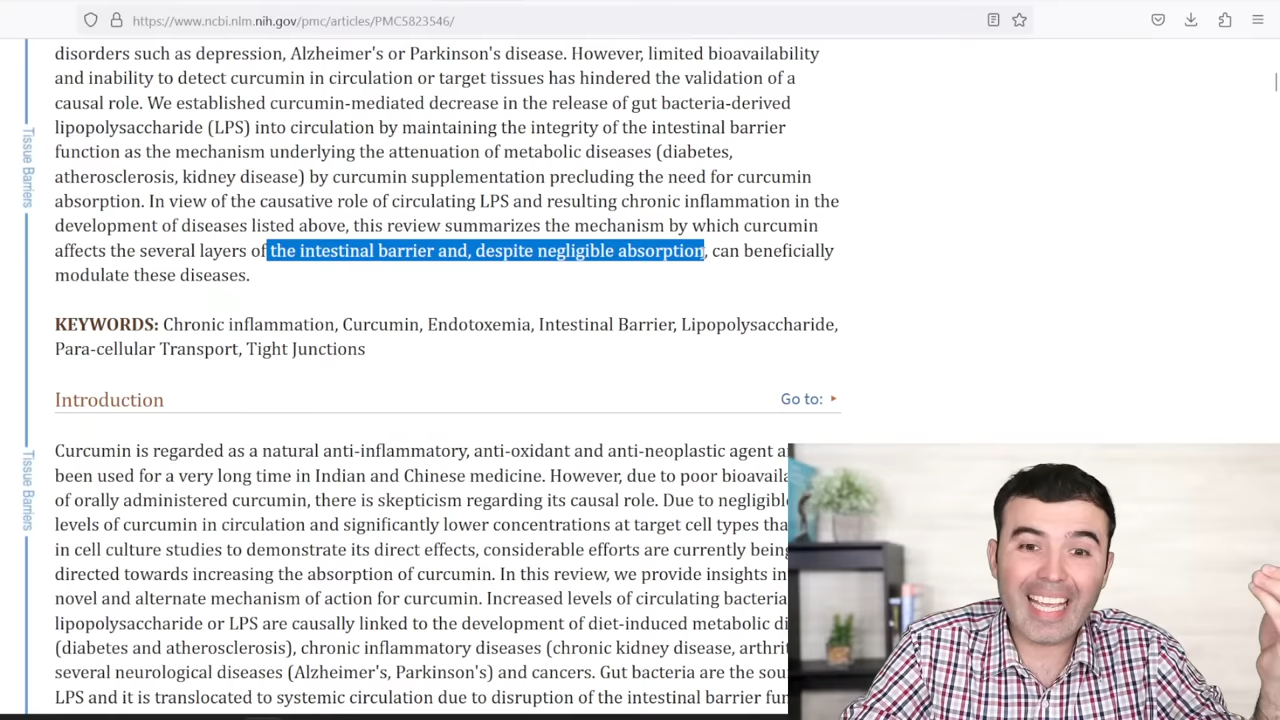 https://www.ncbi.nlm.nih.gov/pmc/articles/PMC5823546/
disorders such as depression, Alzheimer's or Parkinson's disease. However, limited bioavailability
and inability to detect curcumin in circulation or target tissues has hindered the validation of a
causal role. We established curcumin-mediated decrease in the release of gut bacteria-derived
lipopolysaccharide (LPS) into circulation by maintaining the integrity of the intestinal barrier
function as the mechanism underlying the attenuation of metabolic diseases (diabetes,
atherosclerosis, kidney disease) by curcumin supplementation precluding the need for curcumin
absorption. In view of the causative role of circulating LPS and resulting chronic inflammation in the
development of diseases listed above, this review summarizes the mechanism by which curcumin
affects the several layers of the intestinal barrier and, despite negligible absorption, can beneficially
modulate these diseases.
Tissue Barriers
KEYWORDS: Chronic inflammation, Curcumin, Endotoxemia, Intestinal Barrier, Lipopolysaccharide,
Para-cellular Transport, Tight Junctions
Introduction
Go to:
Curcumin is regarded as a natural anti-inflammatory, anti-oxidant and anti-neoplastic agent
been used for a very long time in Indian and Chinese medicine. However, due to poor
of orally administered curcumin, there is skepticism regarding its causal role. Due to
levels of curcumin in circulation and significantly lower concentrations at target cell types
in cell culture studies to demonstrate its direct effects, considerable efforts are currently being
directed towards increasing the absorption of curcumin. In this review, we provide insights
novel and alternate mechanism of action for curcumin. Increased levels of circulating
lipopolysaccharide or LPS are causally linked to the development of diet-induced metabolic
(diabetes and atherosclerosis), chronic inflammatory diseases (chronic kidney disease,
several neurological diseases (Alzheimer's, Parkinson's) and cancers. Gut bacteria are the
LPS and it is translocated to systemic circulation due to disruption of the intestinal barrier
Tissue Barriers